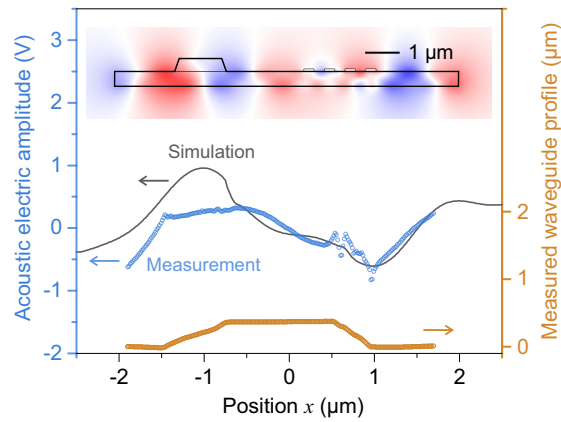 3
2
1
0
-1
-2
Acoustic electric amplitude (V)
1 μm
Simulation
Measurement
2
1
0
Measured waveguide profile (μm)
-2 -1 0 1 2
Position x (μm)